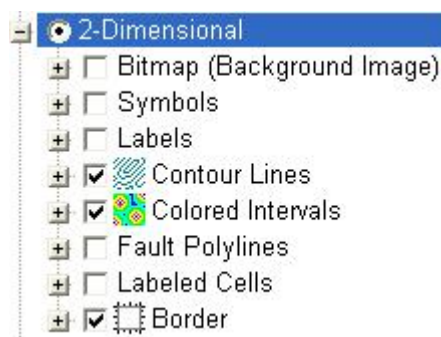 2-Dimensional
Bitmap (Background Image)
Symbols
Labels
Contour Lines
Colored Intervals
Fault Polylines
Labeled Cells
Border